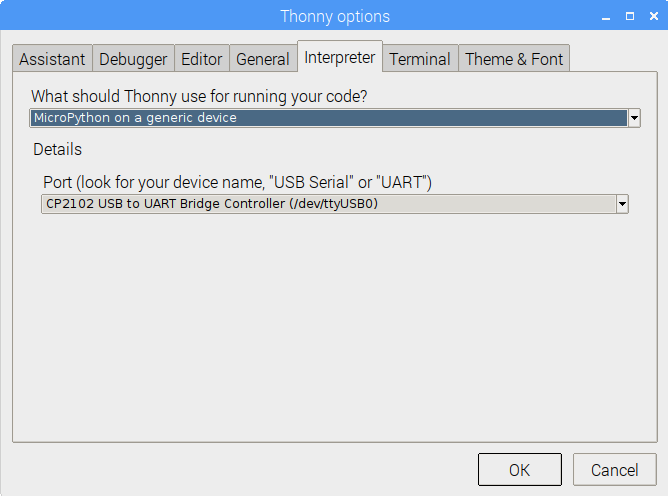 Thonny options
Assistant Debugger Editor General Interpreter Terminal Theme & Font
What should Thonny use for running your code?
MicroPython on a generic device
Details
Port (look for your device name, "USB Serial" or "UART")
CP2102 USB to UART Bridge Controller (/dev/ttyUSB0)
OK Cancel